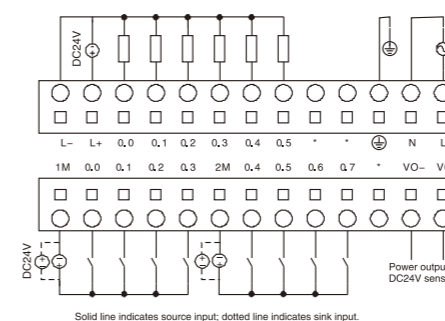 DC24V
L- L+ 0.0 0.1 0.2 0.3 0.4 0.5 * * N L
1M 0.0 0.1 0.2 0.3 2M 0.4 0.5 0.6 0.7 * VO-
DC24V
Power outpu
DC24V sens
Solid line indicates source input; dotted line indicates sink input.